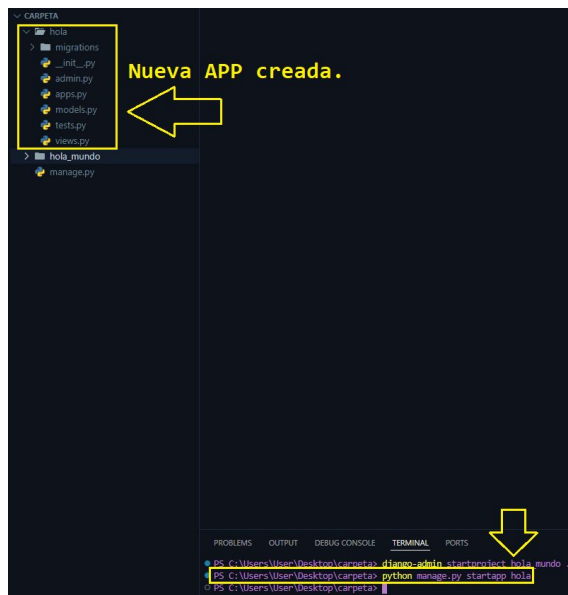 CARPETA
hola
migrations
__init__.py
admin.py
apps.py
models.py
tests.py
views.py
hola_mundo
manage.py
Nueva APP creada.
PROBLEMS OUTPUT DEBUG CONSOLE TERMINAL PORTS
PS C:\Users\User\Desktop\carpeta> django-admin startproject hola_mundo .
PS C:\Users\User\Desktop\carpeta> python manage.py startapp hola
PS C:\Users\User\Desktop\carpeta>